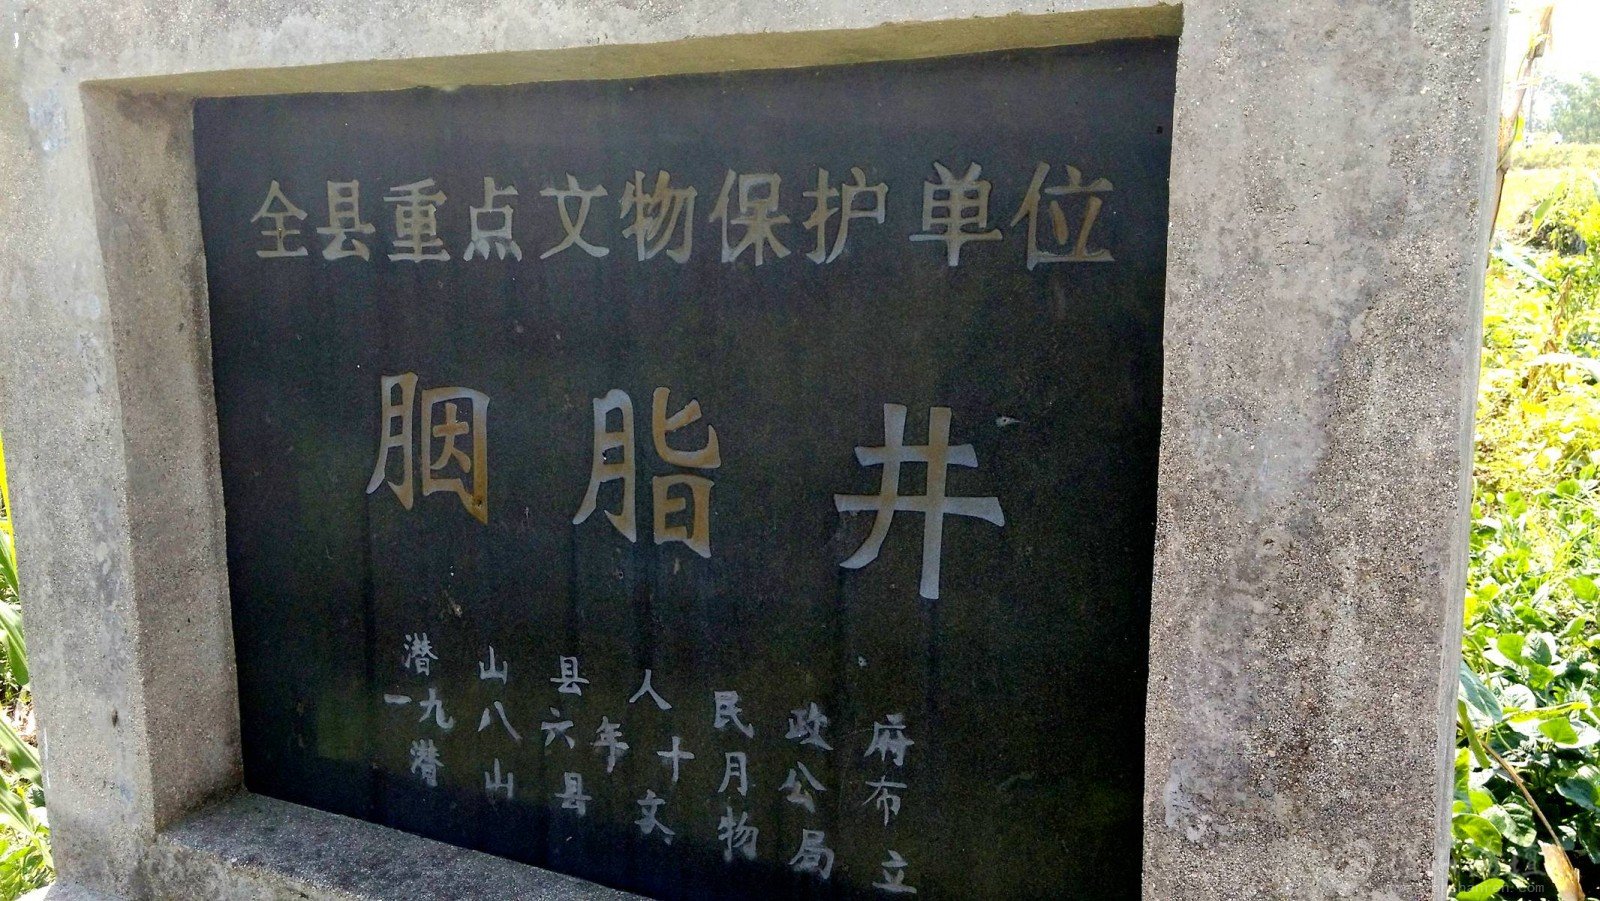 全县重点文物保护单位
胭脂井
潜山县人民政府
一九八六年十月公布
潜山县文物局立